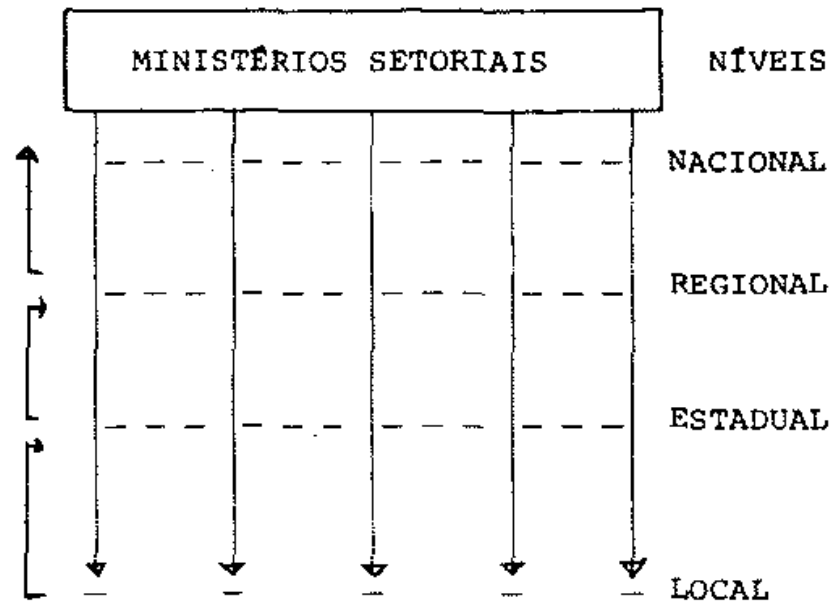 MINISTÉRIOS SETORIAIS NÍVEIS
NACIONAL
REGIONAL
ESTADUAL
LOCAL